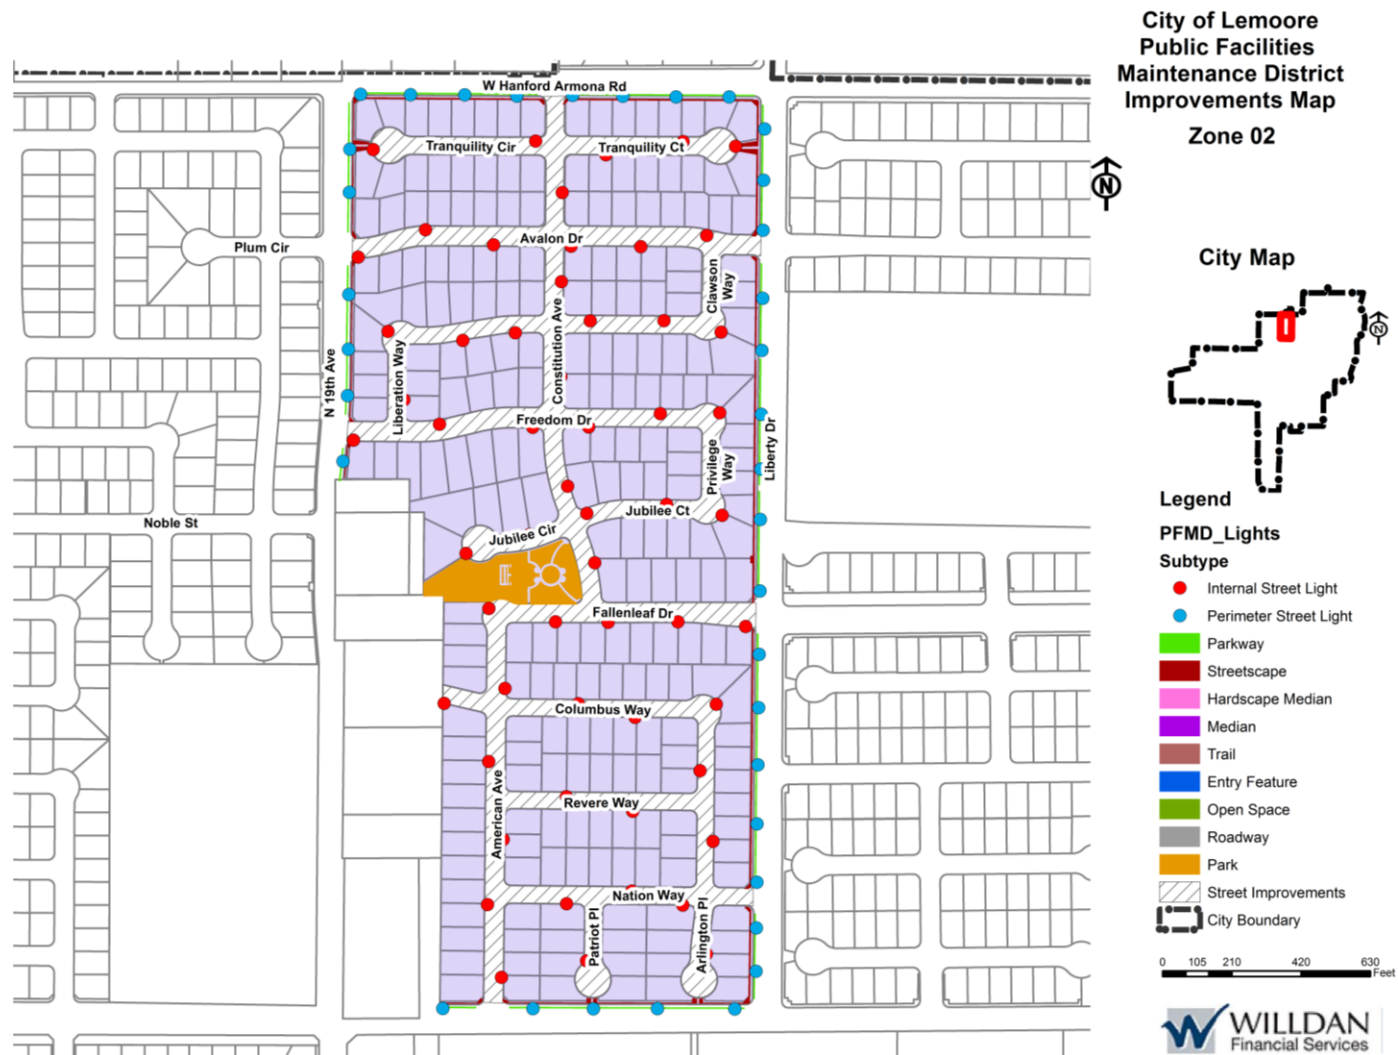 City of Lemoore
Public Facilities
Maintenance District
Improvements Map
Zone 02
W Hanford Armona Rd
Tranquility Cir
Tranquility Ct
N
Plum Cir
Avalon Dr
Clawson
Way
City Map
N
N 19th Ave
Liberation Way
Constitution Ave
Freedom Dr
Privilege
Way
Liberty Dr
Jubilee Ct
Jubilee Cir
Noble St
Legend
PFMD_Lights
Subtype
Internal Street Light
Perimeter Street Light
Parkway
Streetscape
Hardscape Median
Median
Trail
Entry Feature
Open Space
Roadway
Park
Street Improvements
City Boundary
Fallenleaf Dr
Columbus Way
American Ave
Revere Way
Nation Way
Patriot Pl
Arlington Pl
0 105 210 420 630
Feet
WILLDAN
Financial Services